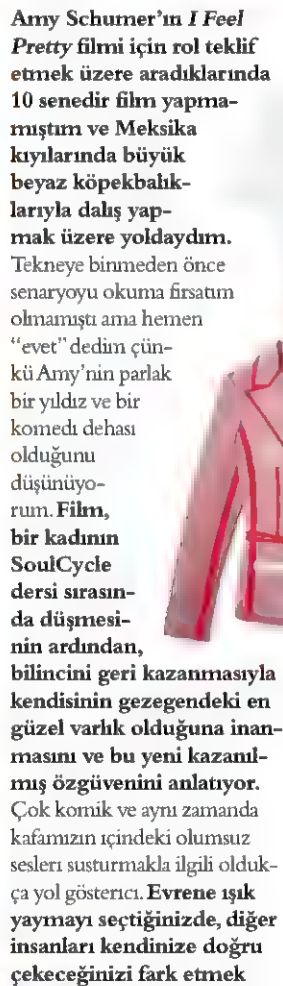 Amy Schumer’ın I Feel
Pretty filmi için rol teklif
etmek üzere aradıklarında
10 senedir film yapma-
mıştım ve Meksika
kıyılarında büyük
beyaz köpekbalık-
larıyla dalış yap-
mak üzere yoldaydım.
Tekneye binmeden önce
senaryoyu okuma fırsatım
olmamıştı ama hemen
“evet” dedim çün-
kü Amy’nin parlak
bir yıldız ve bir
komedi dehası
olduğunu
düşünüyo-
rum. Film,
bir kadının
SoulCycle
dersi sırasın-
da düşmesi-
nin ardından,
bilincini geri kazanmasıyla
kendisinin gezegendeki en
güzel varlık olduğuna inan-
masını ve bu yeni kazanıl-
mış özgüvenini anlatıyor.
Çok komik ve aynı zamanda
kafamızın içindeki olumsuz
sesleri susturmakla ilgili olduk-
ça yol gösterici. Evrene ışık
yaymayı seçtiğinizde, diğer
insanları kendinize doğru
çekeceğinizi fark etmek